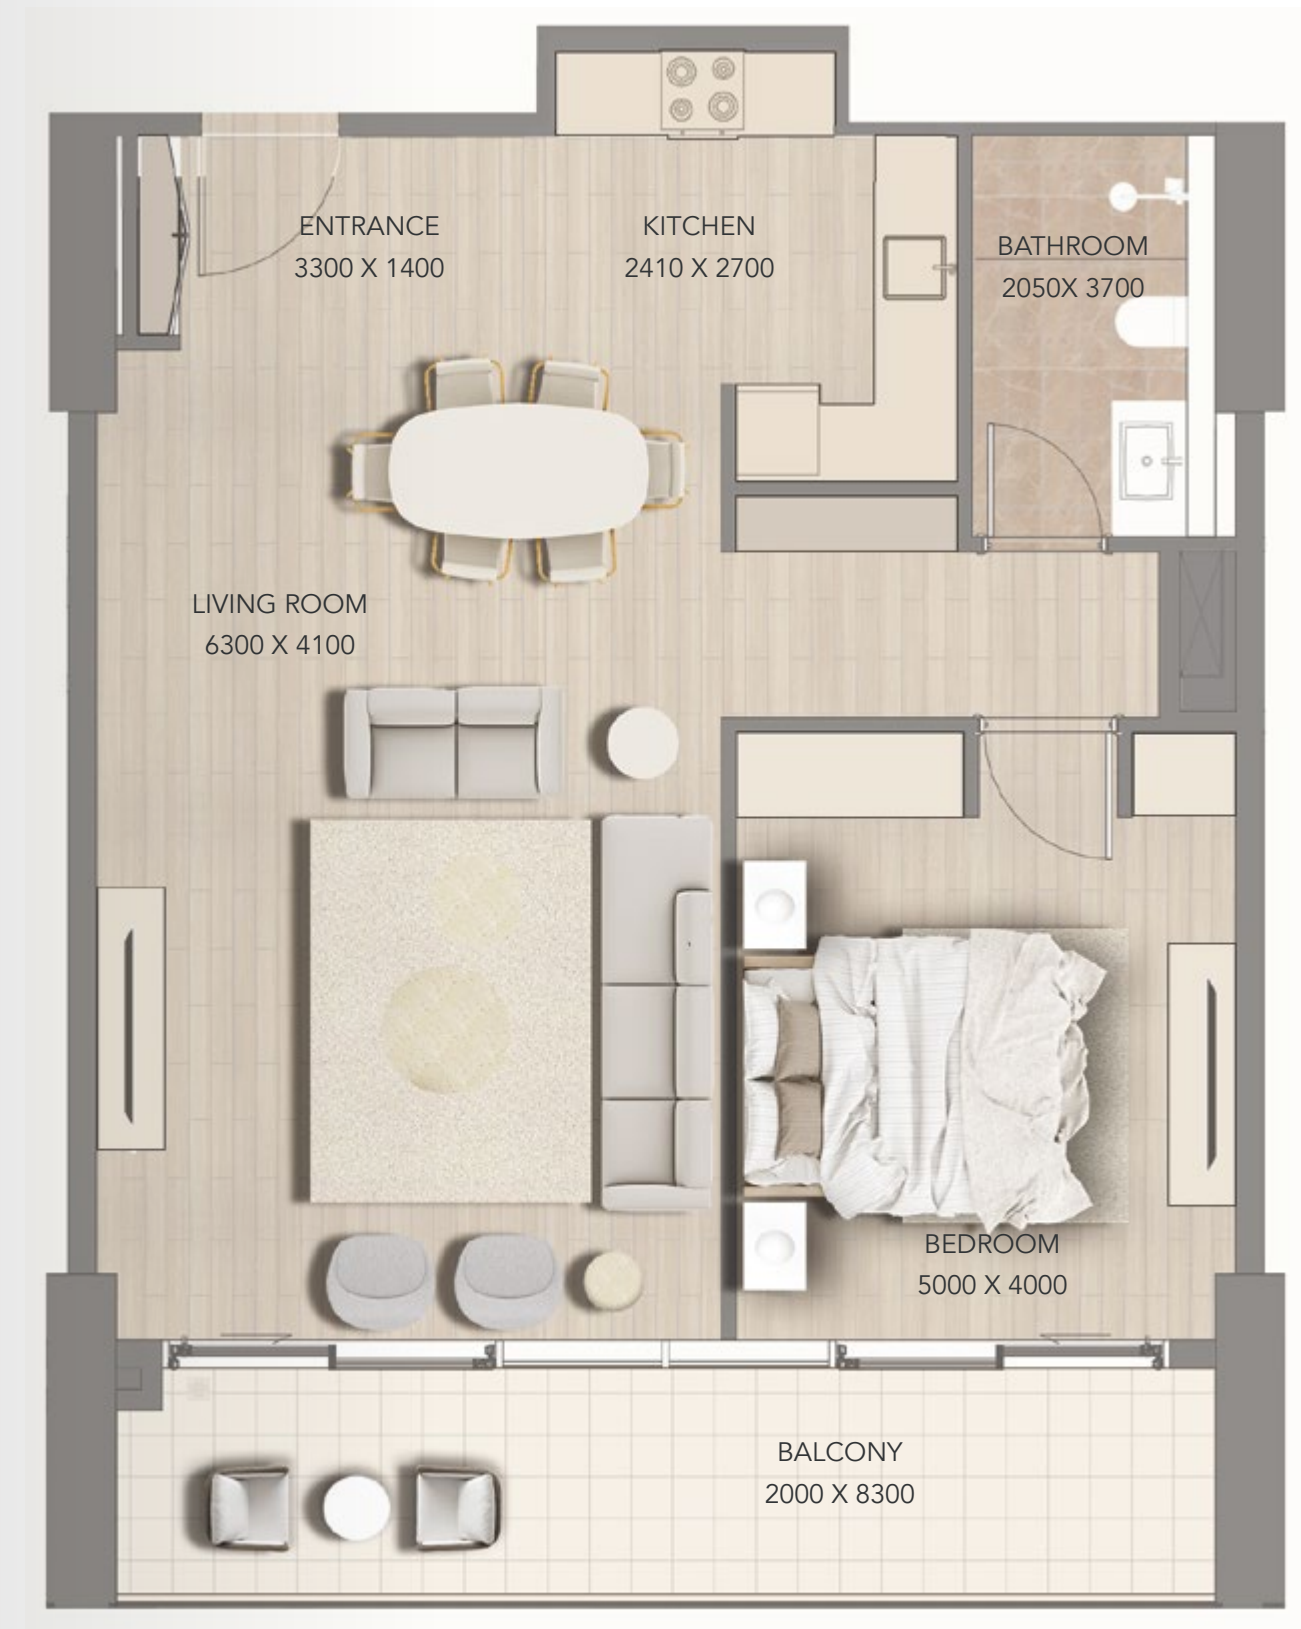 ENTRANCE
3300 X 1400
KITCHEN
2410 X 2700
BATHROOM
2050X 3700
LIVING ROOM
6300 X 4100
BEDROOM
5000 X 4000
BALCONY
2000 X 8300